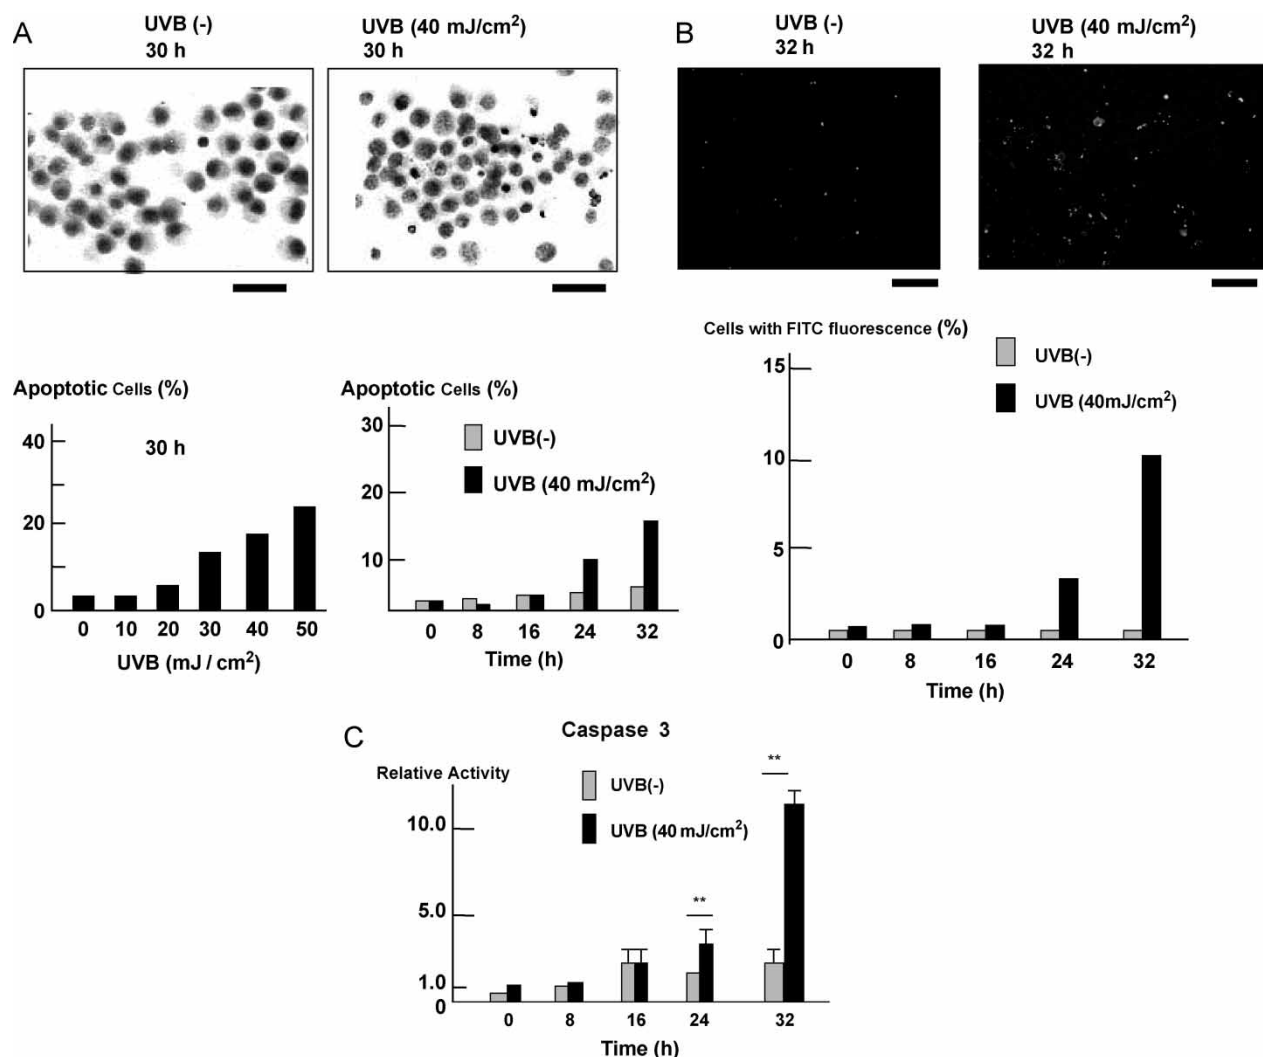 A
UVB (-)
30 h
UVB (40 mJ/cm²)
30 h
B
UVB (-)
32 h
UVB (40 mJ/cm²)
32 h
Apoptotic Cells (%)
40
20
0
30 h
0 10 20 30 40 50
UVB (mJ / cm²)
Apoptotic Cells (%)
30
20
10
UVB(-)
UVB (40 mJ/cm²)
0 8 16 24 32
Time (h)
Cells with FITC fluorescence (%)
15
10
5
0
UVB(-)
UVB (40mJ/cm²)
0 8 16 24 32
Time (h)
C
Caspase 3
Relative Activity
10.0
5.0
1.0
0
UVB(-)
UVB (40 mJ/cm²)
**
**
0 8 16 24 32
Time (h)